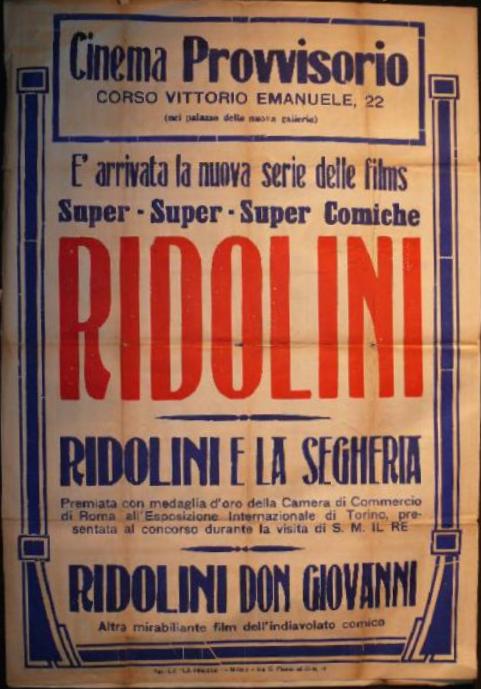 Cinema Provvisorio
CORSO VITTORIO EMANUELE, 22
(nel palazzo della nuova galleria)
E' arrivata la nuova serie delle films
Super - Super - Super Comiche
RIDOLINI
RIDOLINI E LA SEGHERIA
Premiata con medaglia d'oro della Camera di Commercio
di Roma all'Esposizione Internazionale di Torino, pre-
sentata al concorso durante la visita di S. M. IL RE
RIDOLINI DON GIOVANNI
Altra mirabiliante film dell'indiavolato comico